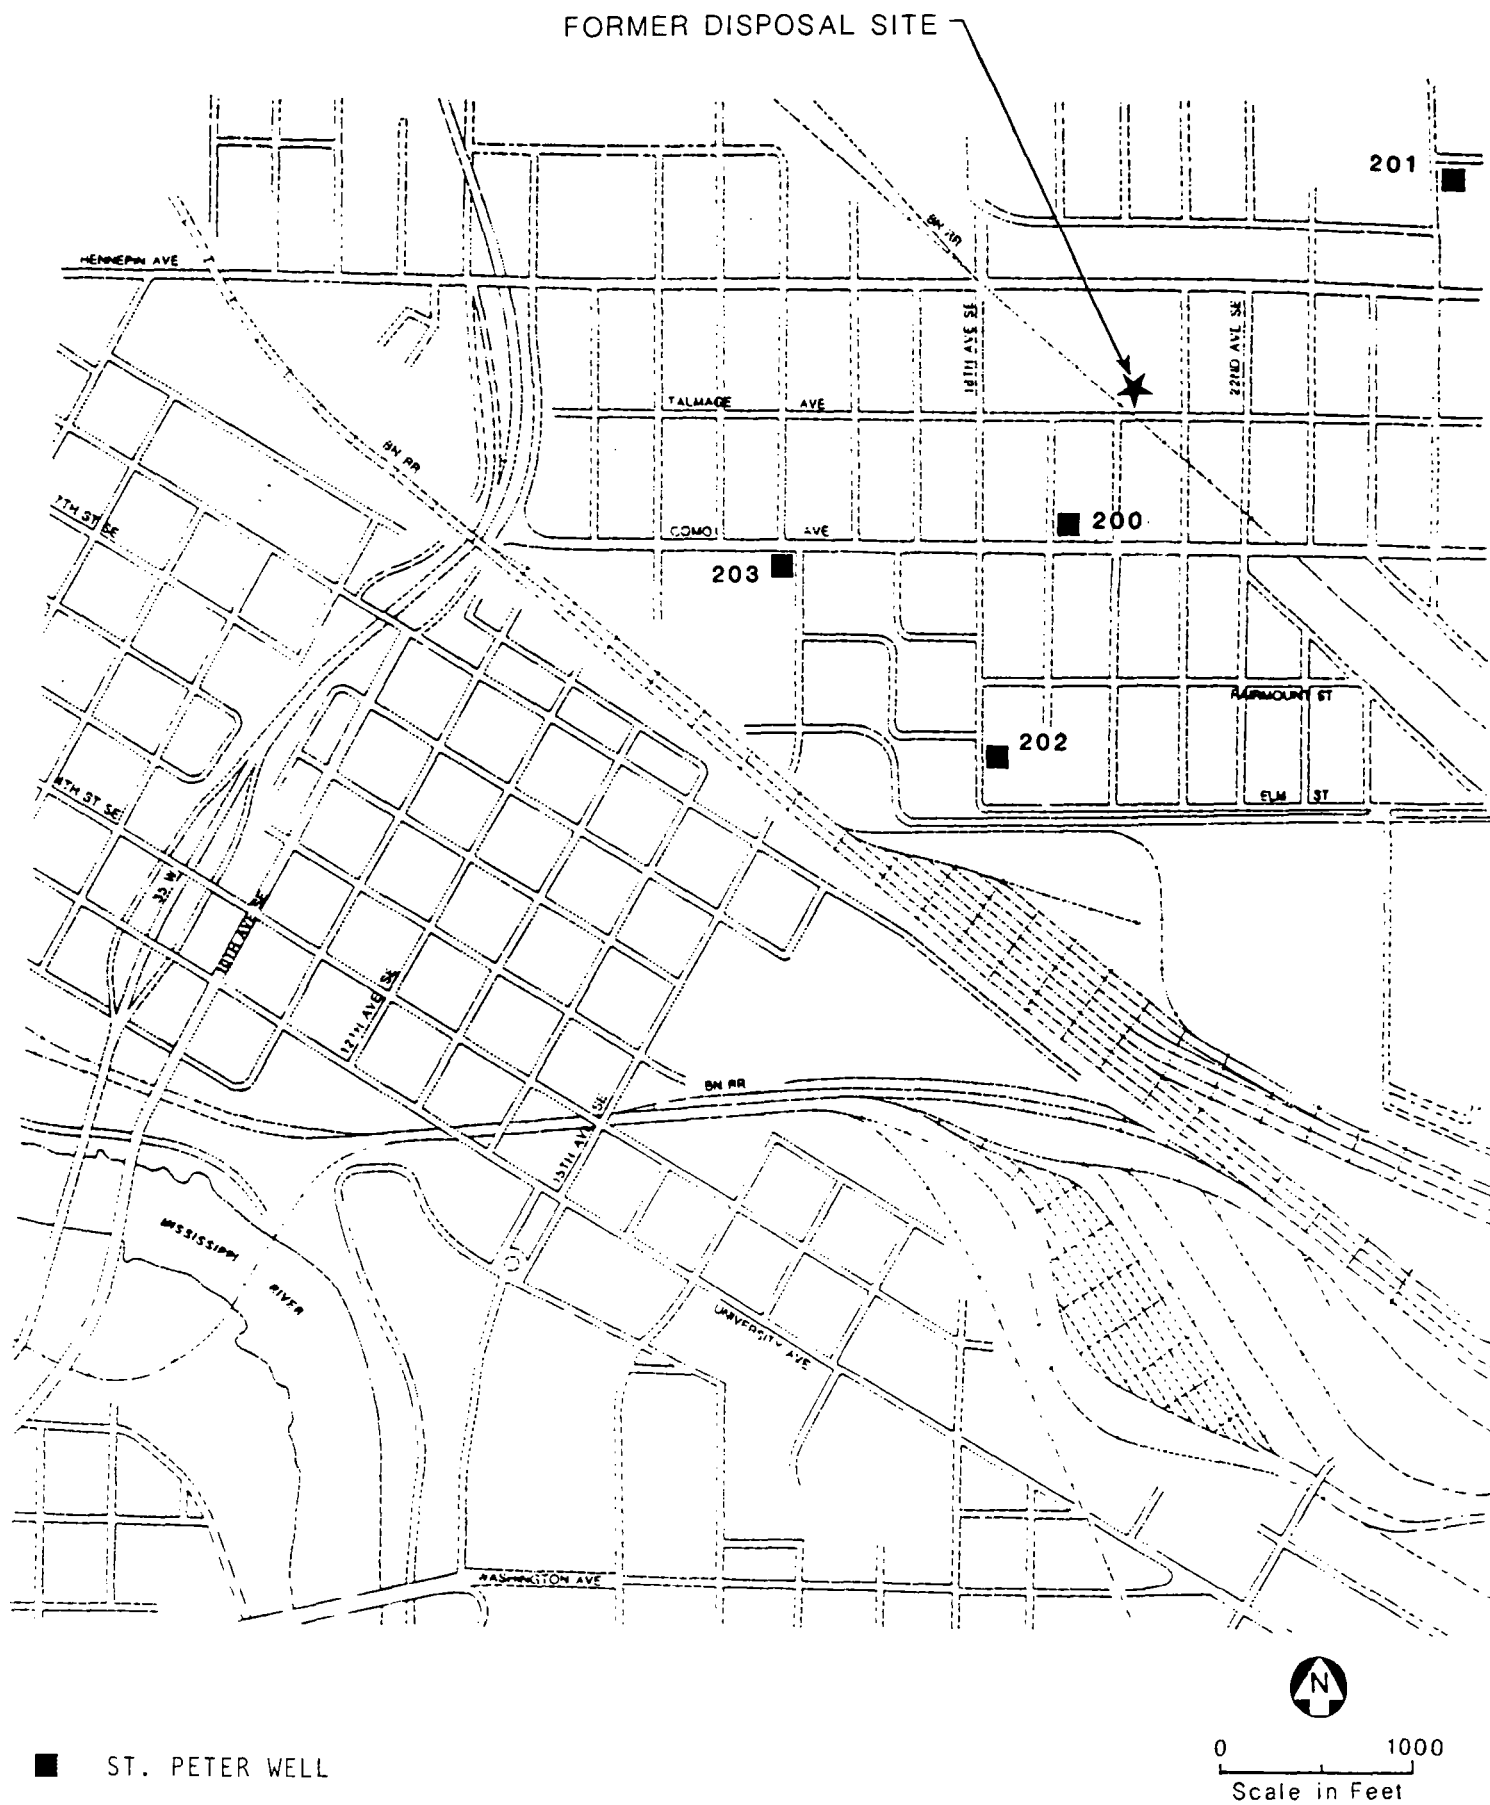 FORMER DISPOSAL SITE
201
BN RR
HENNEPIN AVE
18TH AVE SE
22ND AVE SE
TALMAGE AVE
BN RR
7TH ST SE
COMO AVE
200
203
FAIRMOUNT ST
202
4TH ST SE
ELM ST
10TH AVE SE
12TH AVE SE
BN RR
15TH AVE SE
MISSISSIPPI RIVER
UNIVERSITY AVE
WASHINGTON AVE
N
ST. PETER WELL
0 1000
Scale in Feet